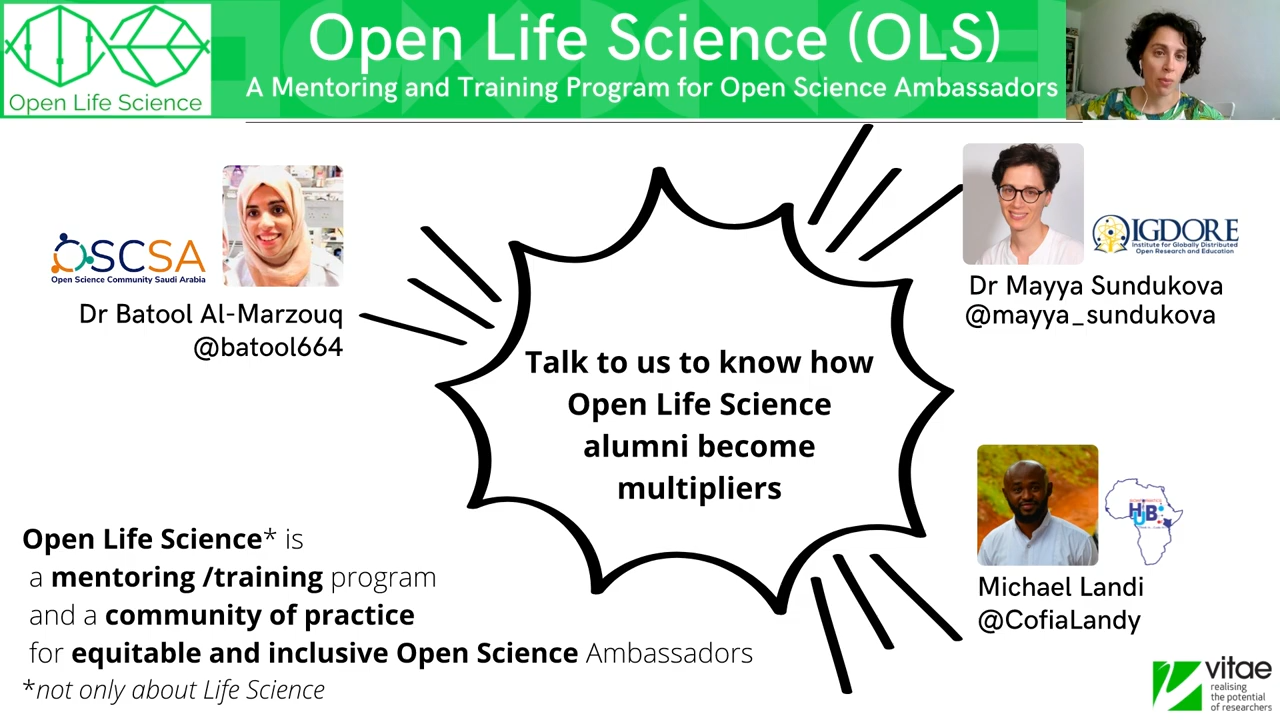 Open Life Science (OLS)
A Mentoring and Training Program for Open Science Ambassadors
Open Life Science
OSCSA
Open Science Community Saudi Arabia
Dr Batool Al-Marzouq
@batool664
IGDORE
Institute for Globally Distributed
Open Research and Education
Dr Mayya Sundukova
@mayya_sundukova
Talk to us to know how
Open Life Science
alumni become
multipliers
HUB
Michael Landi
@CofiaLandy
Open Life Science* is
a mentoring /training program
and a community of practice
for equitable and inclusive Open Science Ambassadors
*not only about Life Science
vitae
realising
the potential
of researchers